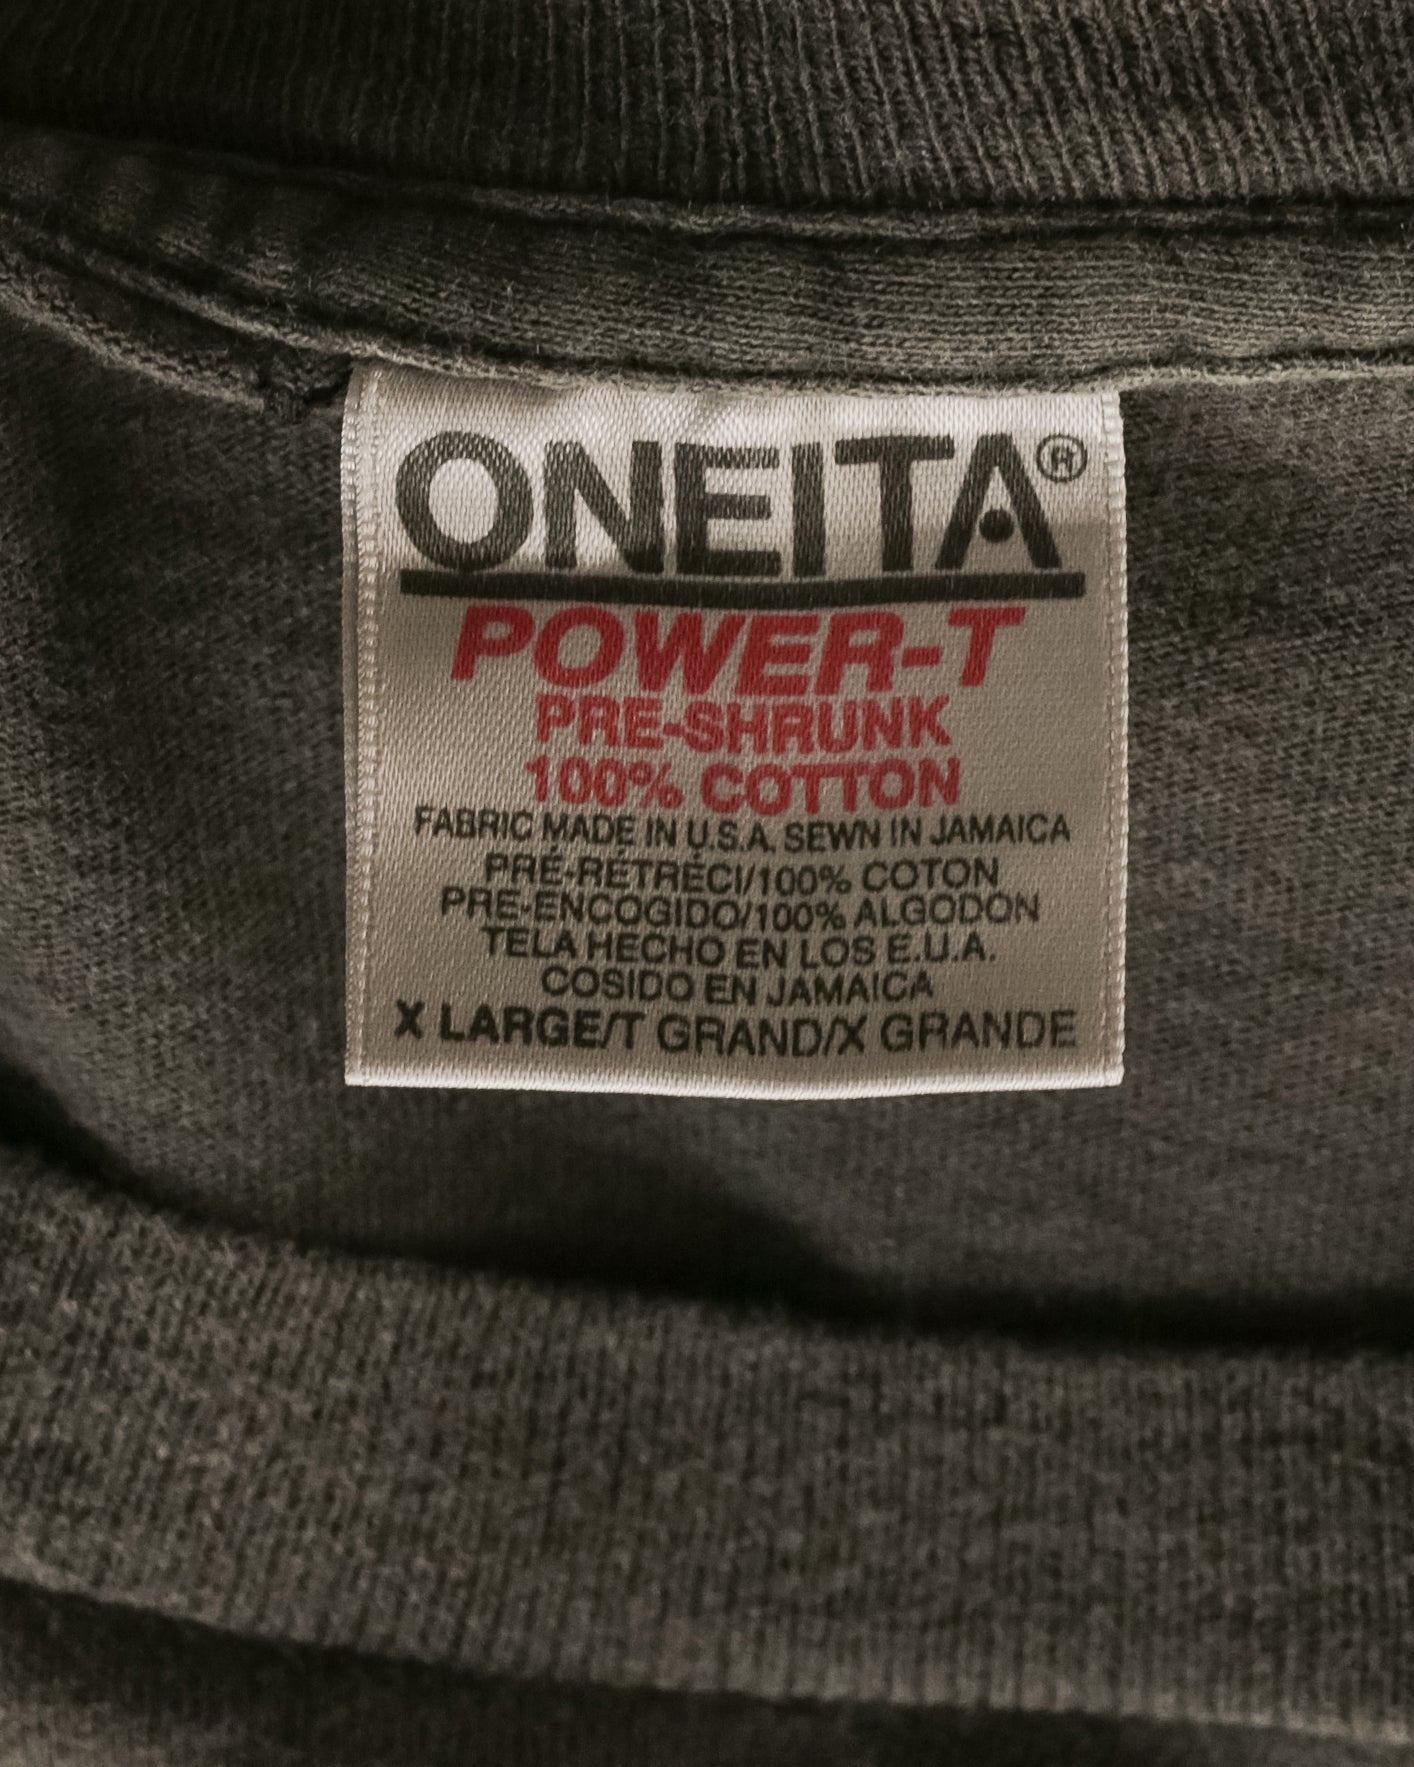 ONEITA®
POWER-T
PRE-SHRUNK
100% COTTON
FABRIC MADE IN U.S.A. SEWN IN JAMAICA
PRÉ-RÉTRÉCI/100% COTON
PRE-ENCOGIDO/100% ALGODON
TELA HECHO EN LOS E.U.A.
COSIDO EN JAMAICA
X LARGE/T GRAND/X GRANDE